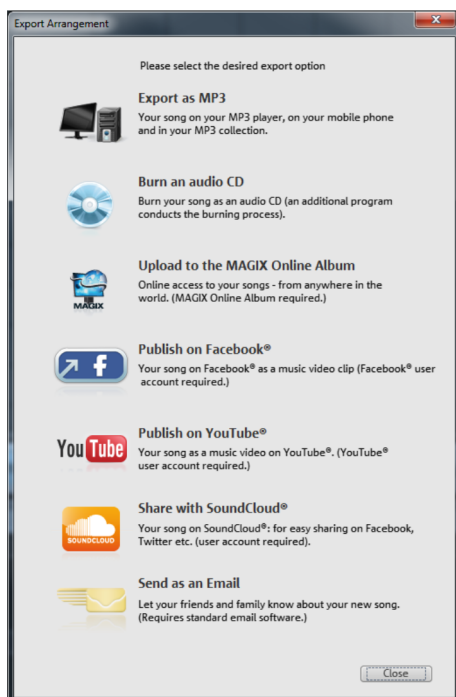 Export Arrangement
Please select the desired export option
Export as MP3
Your song on your MP3 player, on your mobile phone
and in your MP3 collection.
Burn an audio CD
Burn your song as an audio CD (an additional program
conducts the burning process).
MAGIX
Upload to the MAGIX Online Album
Online access to your songs - from anywhere in the
world. (MAGIX Online Album required.)
f
Publish on Facebook®
Your song on Facebook® as a music video clip (Facebook® user
account required.)
YouTube
Publish on YouTube®
Your song as a music video on YouTube®. (YouTube®
user account required.)
SOUNDCLOUD
Share with SoundCloud®
Your song on SoundCloud®: for easy sharing on Facebook,
Twitter etc. (user account required).
Send as an Email
Let your friends and family know about your new song.
(Requires standard email software.)
Close